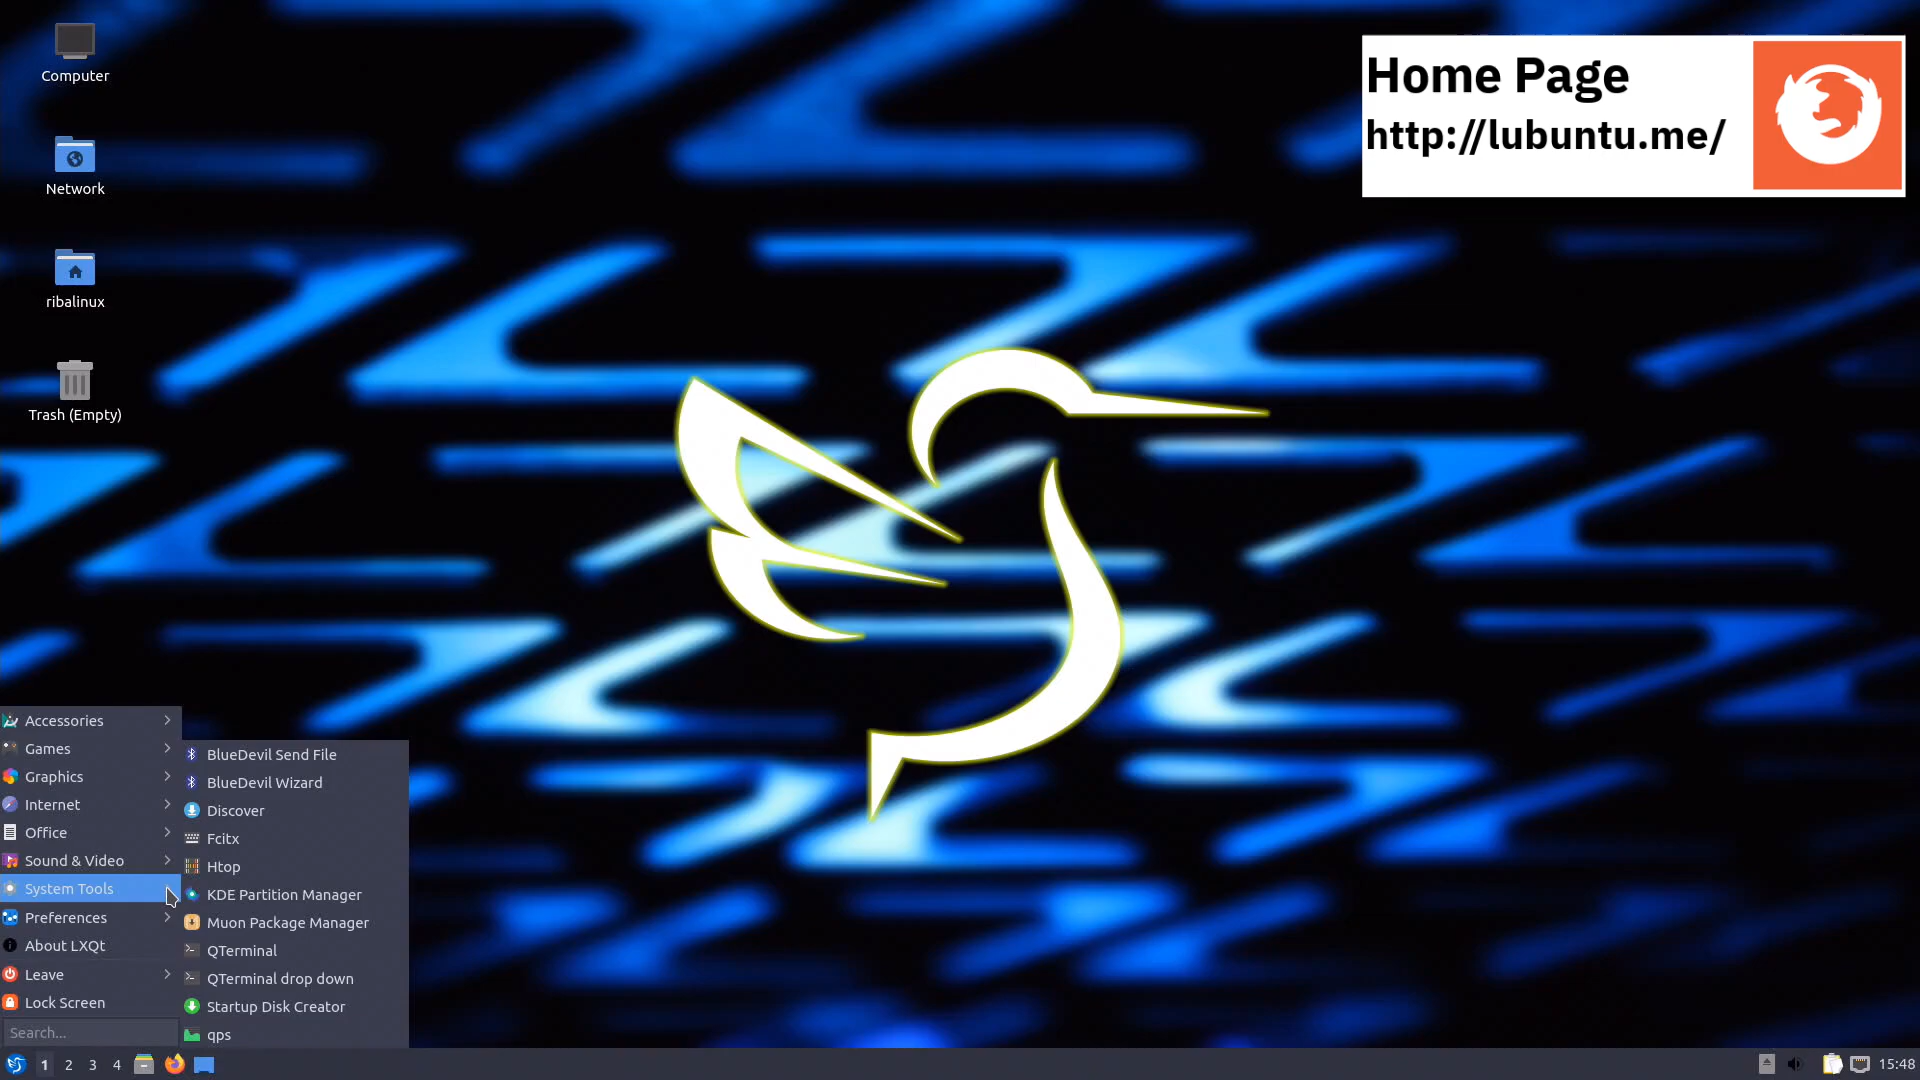 Computer
Network
ribalinux
Trash (Empty)
Home Page
http://lubuntu.me/
Accessories
Games
Graphics
Internet
Office
Sound & Video
System Tools
Preferences
About LXQt
Leave
Lock Screen
Search...
BlueDevil Send File
BlueDevil Wizard
Discover
Fcitx
Htop
KDE Partition Manager
Muon Package Manager
QTerminal
QTerminal drop down
Startup Disk Creator
qps
1 2 3 4
15:48